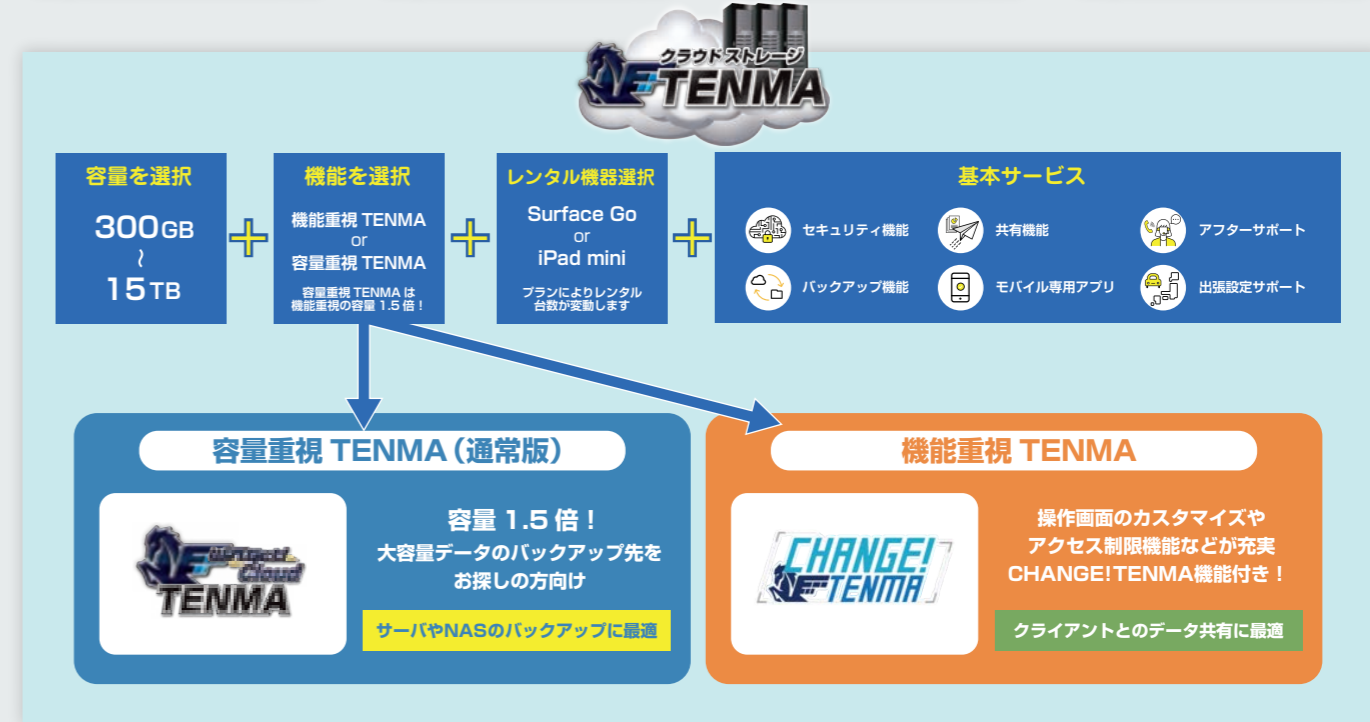 クラウドストレージ
TENMA
容量を選択
300GB
~
15TB
+
機能を選択
機能重視 TENMA
or
容量重視 TENMA
容量重視 TENMA は
機能重視の容量 1.5 倍！
+
レンタル機器選択
Surface Go
or
iPad mini
プランによりレンタル
台数が変動します
+
基本サービス
セキュリティ機能
共有機能
アフターサポート
バックアップ機能
モバイル専用アプリ
出張設定サポート
容量重視 TENMA（通常版）
Cloud
TENMA
容量 1.5 倍！
大容量データのバックアップ先を
お探しの方向け
サーバやNASのバックアップに最適
機能重視 TENMA
CHANGE!
TENMA
操作画面のカスタマイズや
アクセス制限機能などが充実
CHANGE!TENMA機能付き！
クライアントとのデータ共有に最適